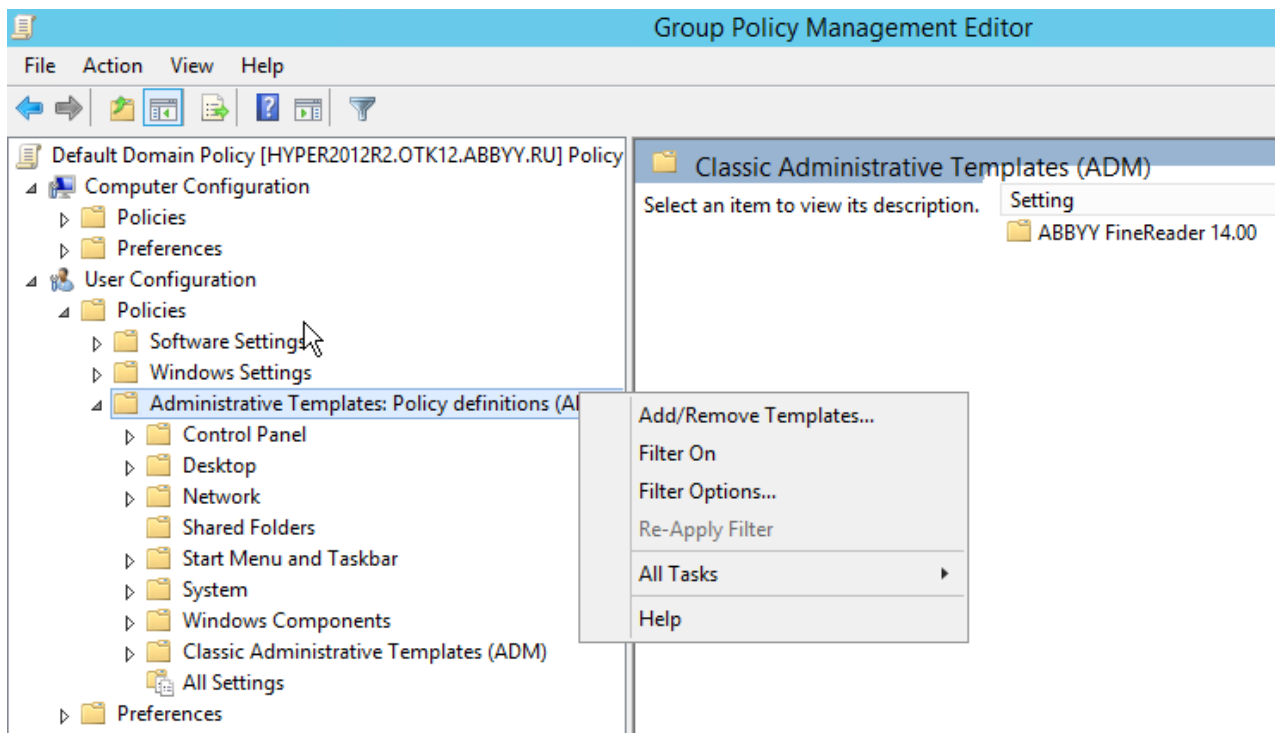 Group Policy Management Editor
File Action View Help
Default Domain Policy [HYPER2012R2.OTK12.ABBYY.RU] Policy
Computer Configuration
Policies
Preferences
User Configuration
Policies
Software Settings
Windows Settings
Administrative Templates: Policy definitions
Control Panel
Desktop
Network
Shared Folders
Start Menu and Taskbar
System
Windows Components
Classic Administrative Templates (ADM)
All Settings
Preferences
Classic Administrative Templates (ADM)
Select an item to view its description.
Setting
ABBYY FineReader 14.00
Add/Remove Templates...
Filter On
Filter Options...
Re-Apply Filter
All Tasks
Help